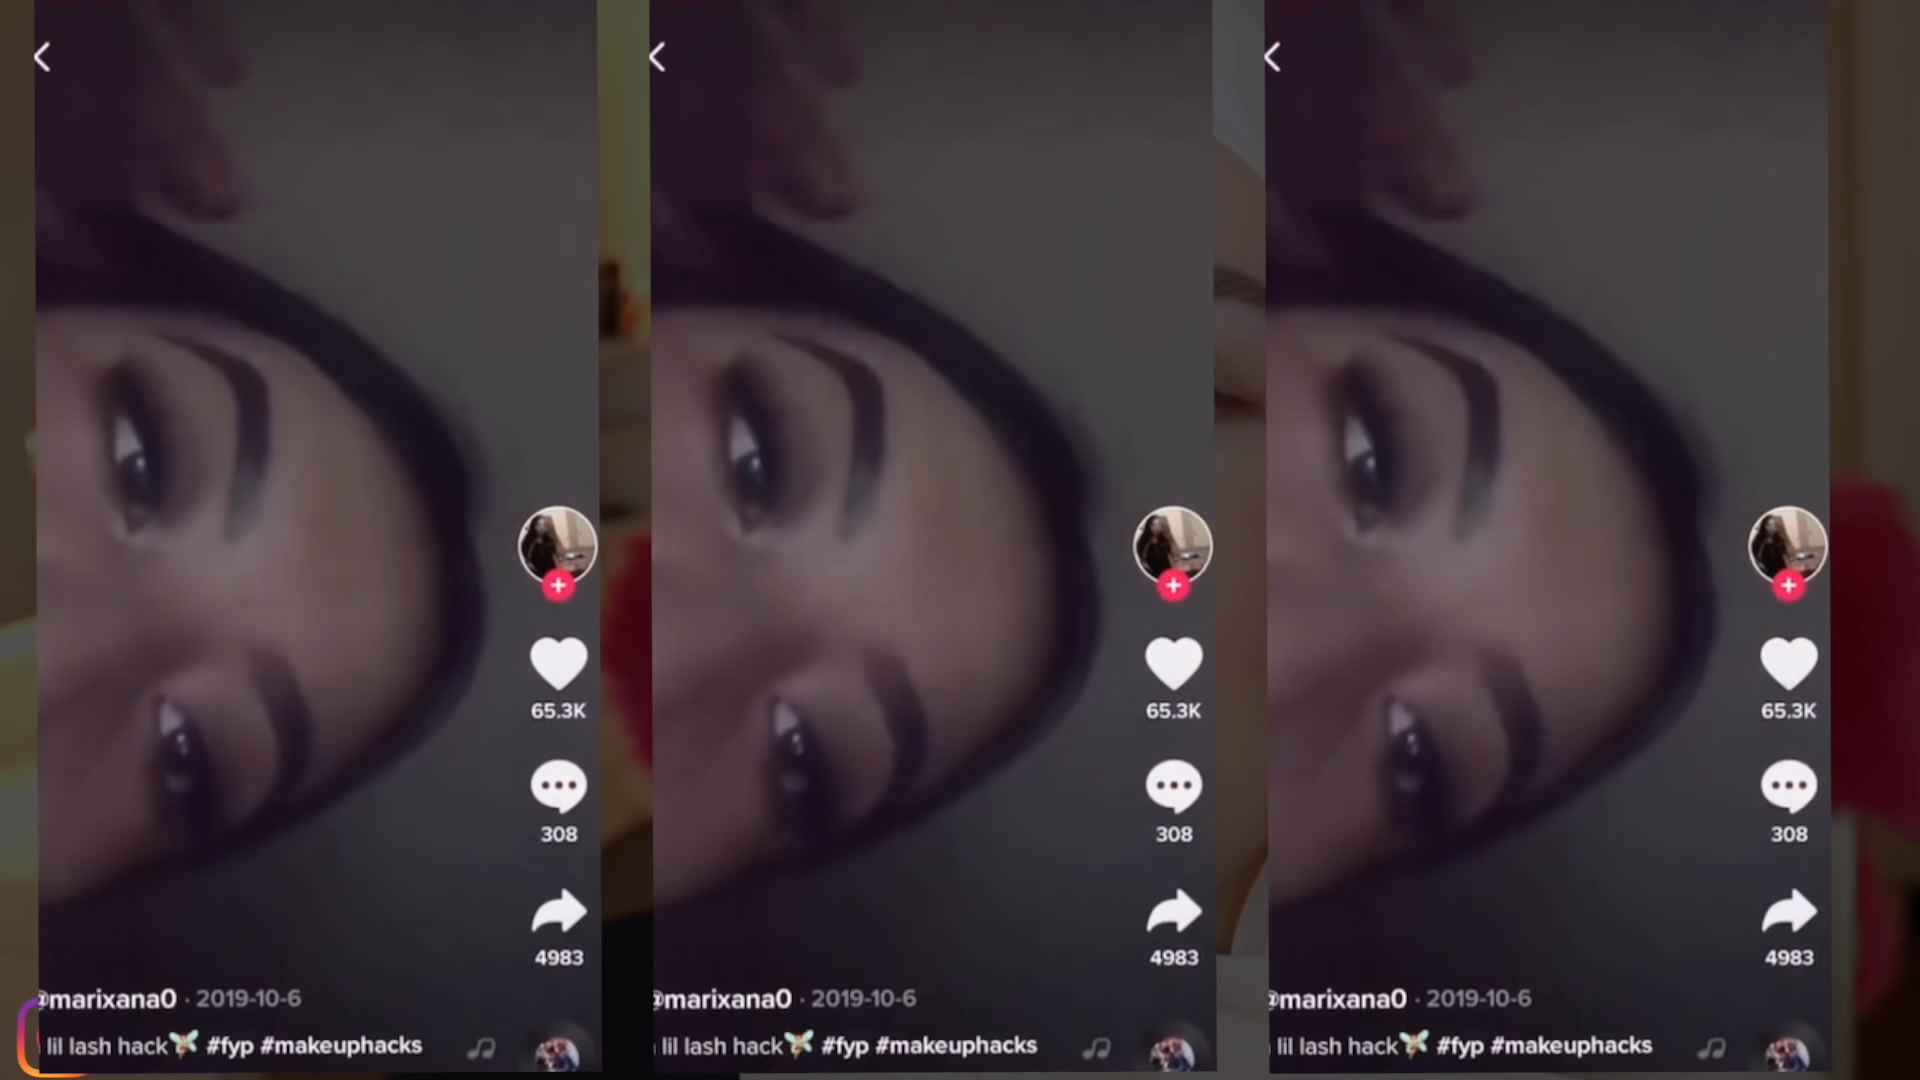 65.3K
308
4983
@marixana0 · 2019-10-6
lil lash hack #fyp #makeuphacks
65.3K
308
4983
@marixana0 · 2019-10-6
lil lash hack #fyp #makeuphacks
65.3K
308
4983
@marixana0 · 2019-10-6
lil lash hack #fyp #makeuphacks